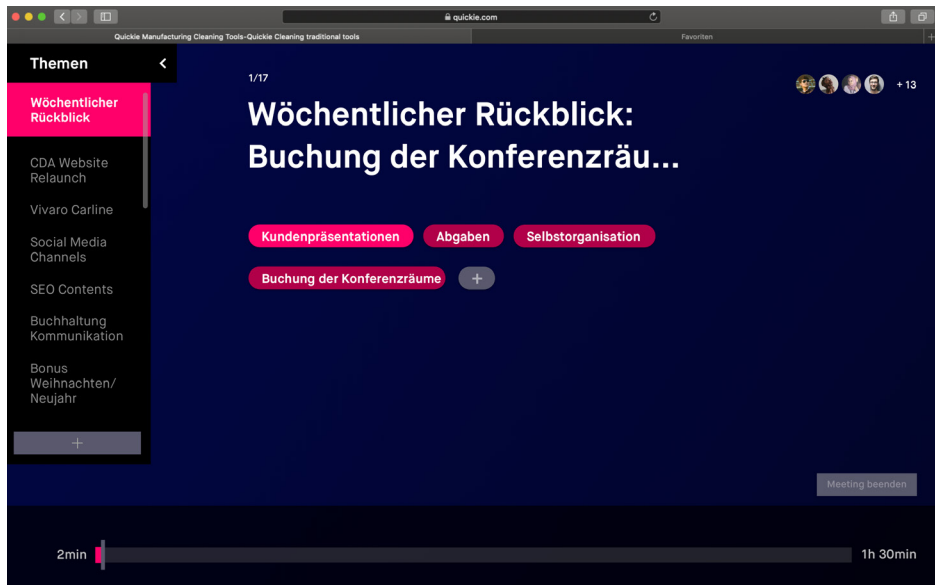 quickie.com
Quickie Manufacturing Cleaning Tools-Quickie Cleaning traditional tools
Favoriten
Themen
Wöchentlicher
Rückblick
CDA Website
Relaunch
Vivaro Carline
Social Media
Channels
SEO Contents
Buchhaltung
Kommunikation
Bonus
Weihnachten/
Neujahr
+
1/17
+ 13
Wöchentlicher Rückblick:
Buchung der Konferenzräu...
Kundenpräsentationen
Abgaben
Selbstorganisation
Buchung der Konferenzräume
+
Meeting beenden
2min
1h 30min